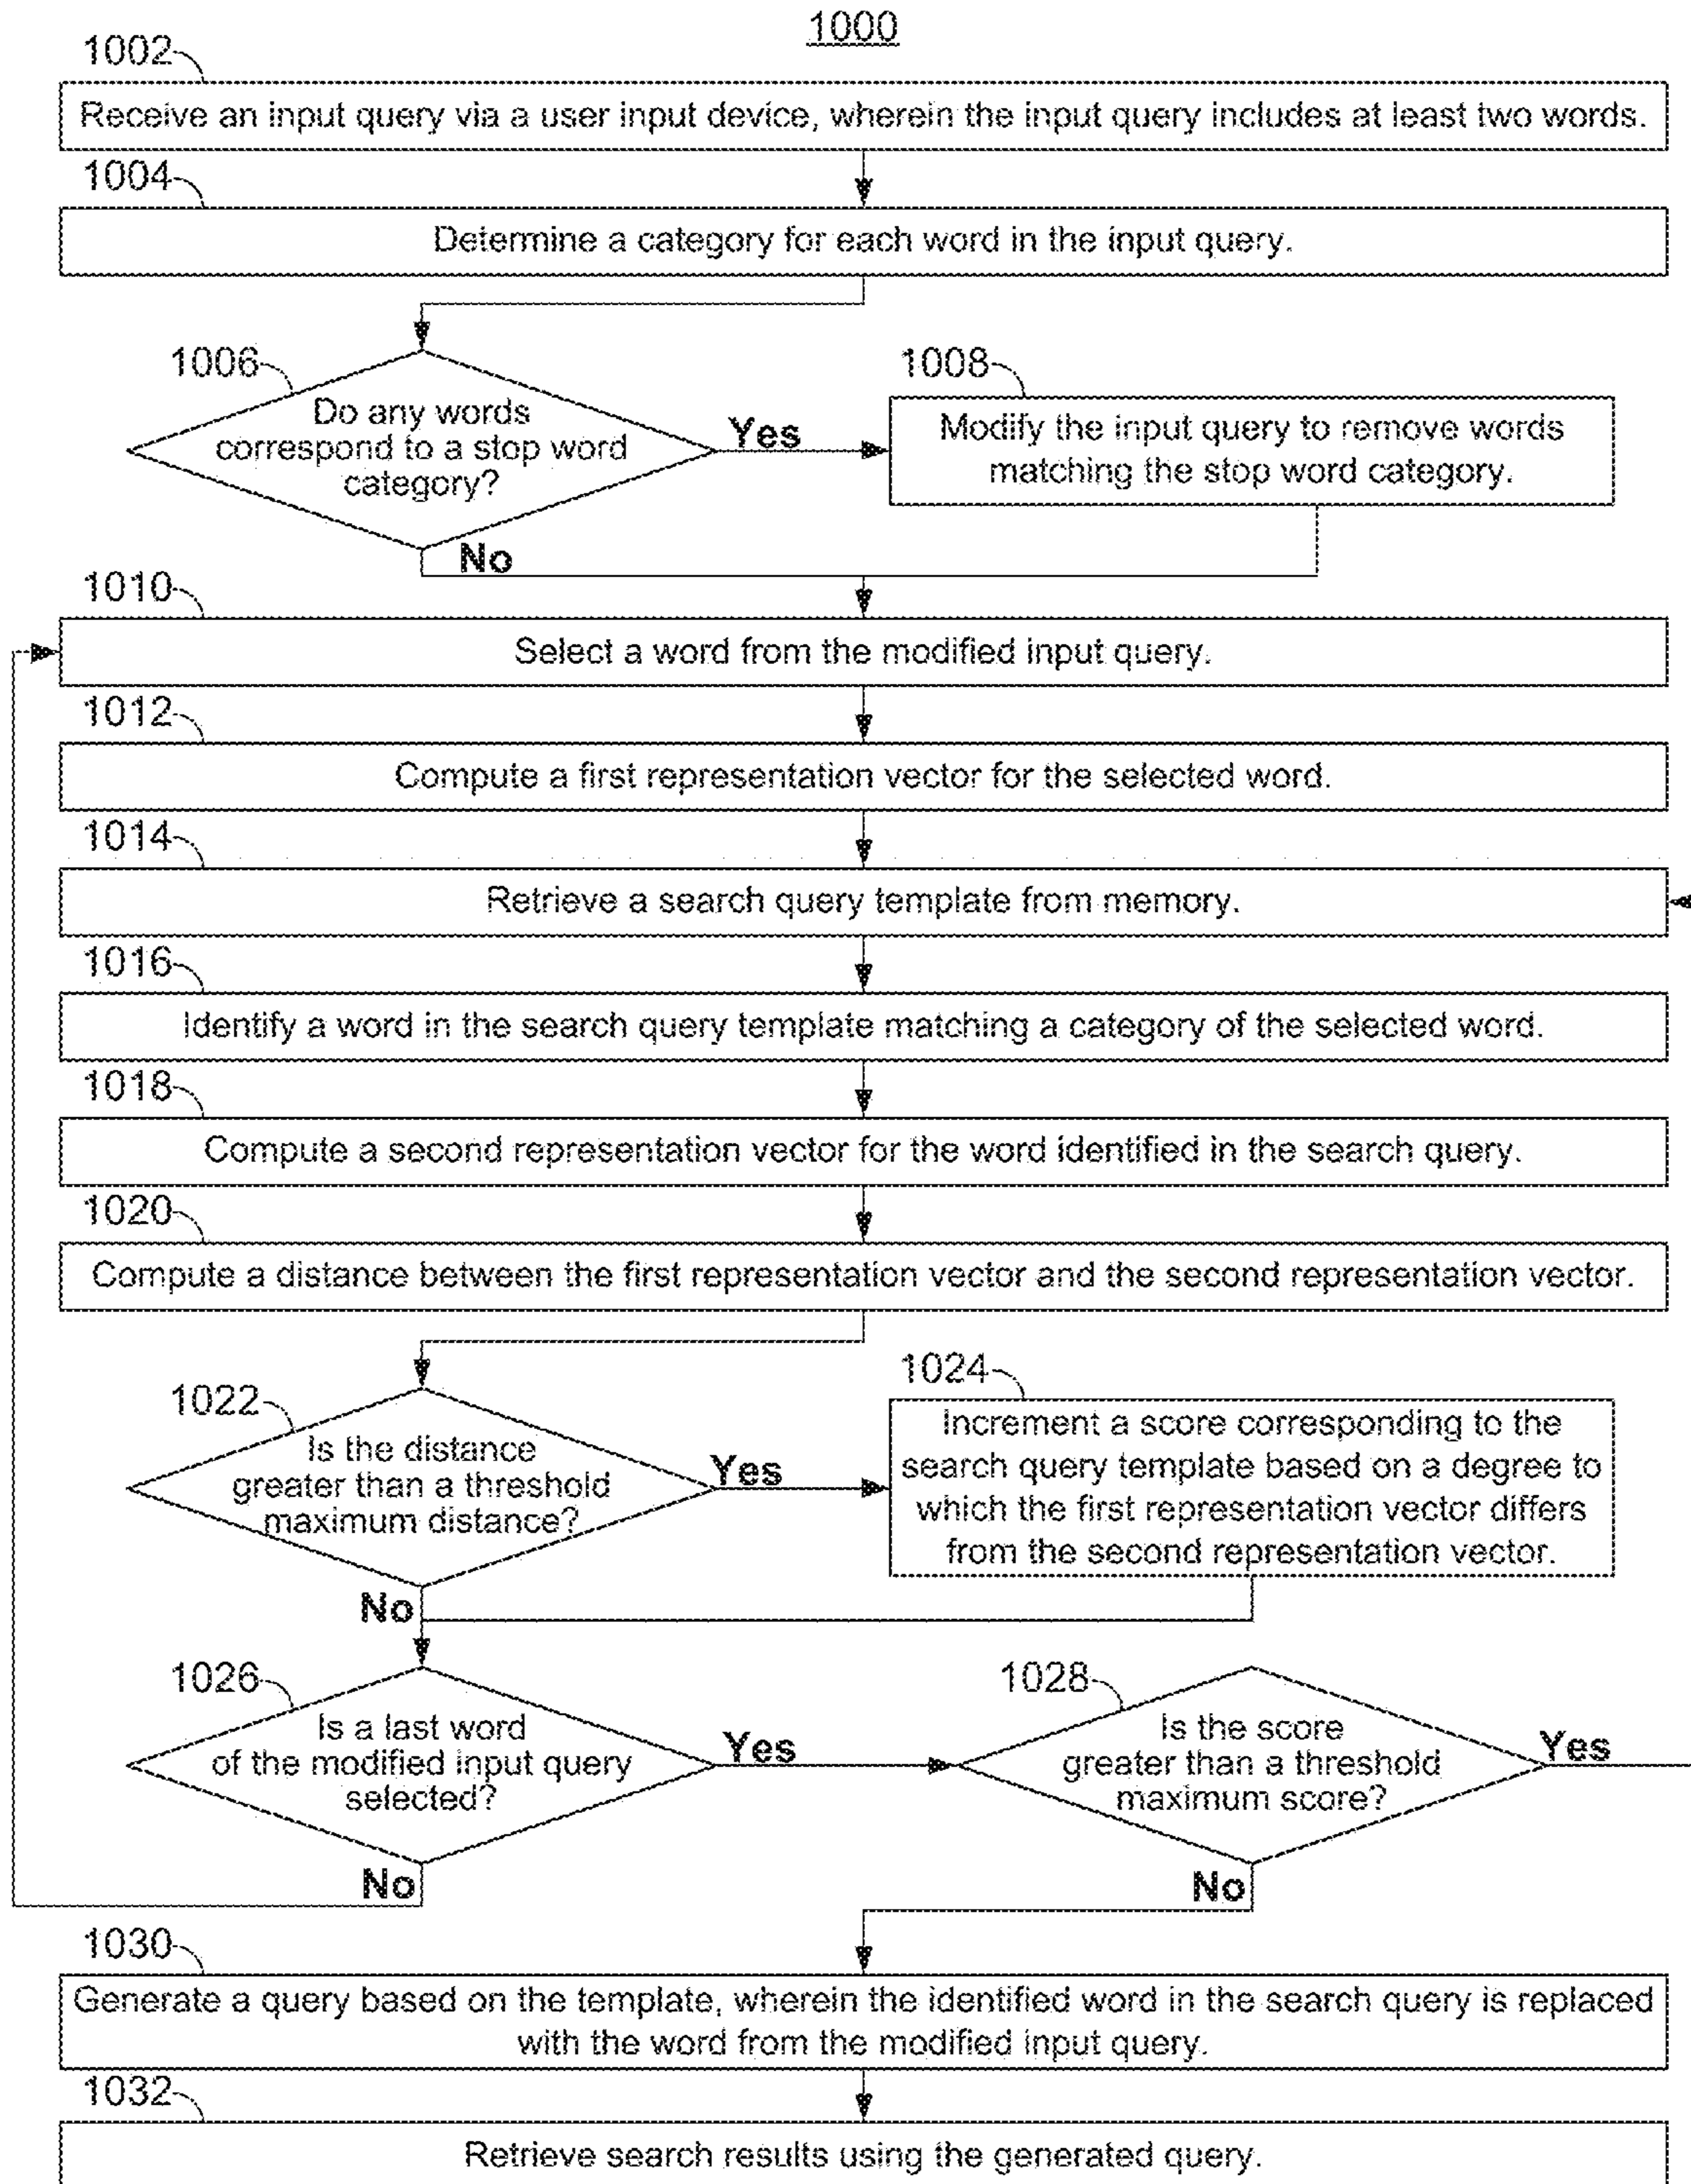 1000
1002
Receive an input query via a user input device, wherein the input query includes at least two words.
1004
Determine a category for each word in the input query.
1006
Do any words
correspond to a stop word
category?
Yes
1008
Modify the input query to remove words
matching the stop word category.
No
1010
Select a word from the modified input query.
1012
Compute a first representation vector for the selected word.
1014
Retrieve a search query template from memory.
1016
Identify a word in the search query template matching a category of the selected word.
1018
Compute a second representation vector for the word identified in the search query.
1020
Compute a distance between the first representation vector and the second representation vector.
1022
Is the distance
greater than a threshold
maximum distance?
Yes
1024
Increment a score corresponding to the
search query template based on a degree to
which the first representation vector differs
from the second representation vector.
No
1026
Is a last word
of the modified input query
selected?
Yes
1028
Is the score
greater than a threshold
maximum score?
Yes
No
No
1030
Generate a query based on the template, wherein the identified word in the search query is replaced
with the word from the modified input query.
1032
Retrieve search results using the generated query.